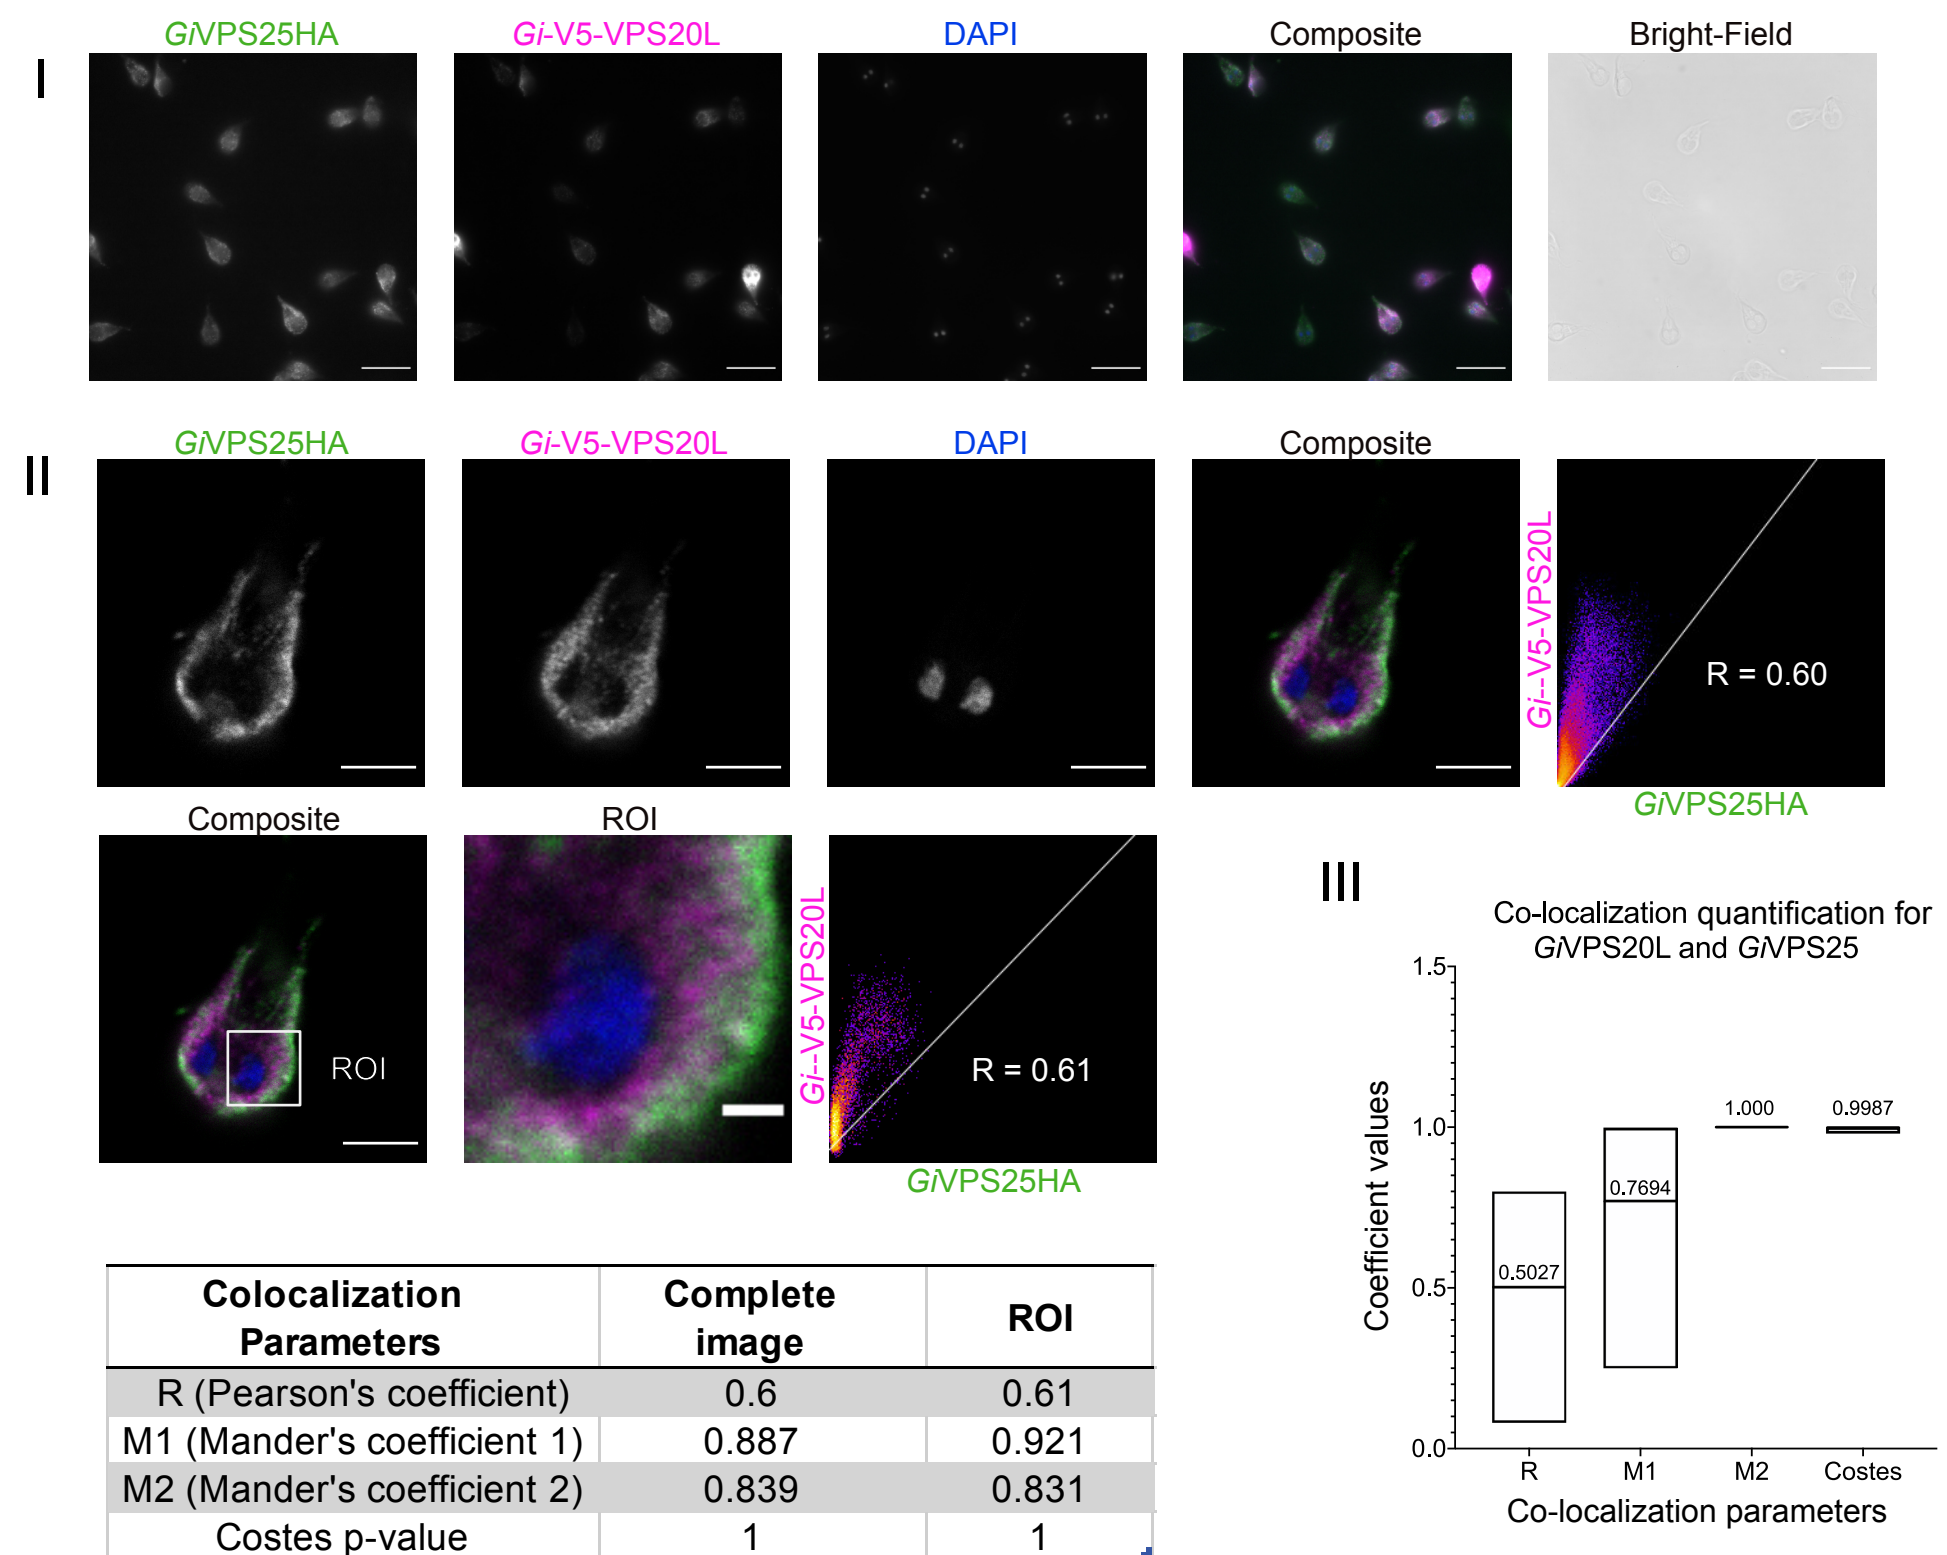 I
GiVPS25HA
Gi-V5-VPS20L
DAPI
Composite
Bright-Field
II
GiVPS25HA
Gi-V5-VPS20L
DAPI
Composite
Gi--V5-VPS20L
R = 0.60
GiVPS25HA
Composite
ROI
ROI
Gi--V5-VPS20L
R = 0.61
GiVPS25HA
Colocalization Parameters
Complete image
ROI
R (Pearson's coefficient) 0.6 0.61
M1 (Mander's coefficient 1) 0.887 0.921
M2 (Mander's coefficient 2) 0.839 0.831
Costes p-value 1 1
III
Co-localization quantification for
GiVPS20L and GiVPS25
Coefficient values
1.5
1.0
0.5
0.0
0.5027
0.7694
1.000
0.9987
R M1 M2 Costes
Co-localization parameters